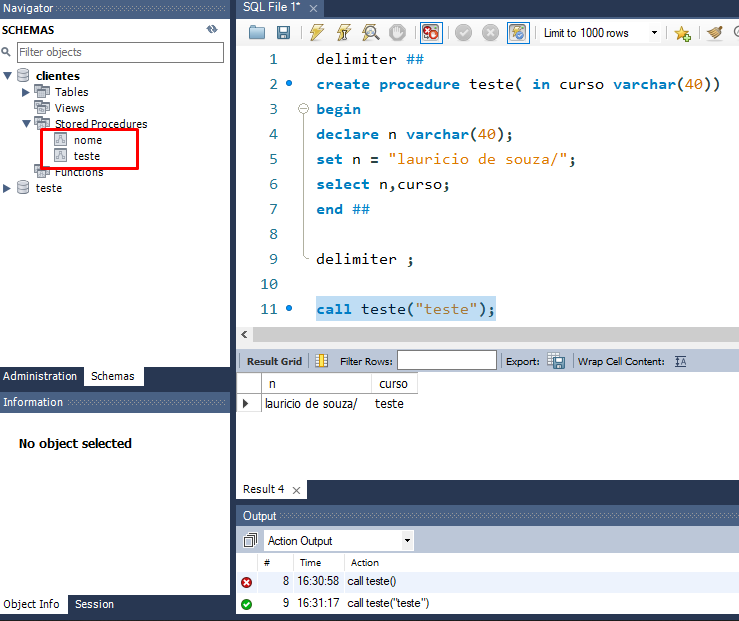 Navigator
SCHEMAS
Filter objects
clientes
Tables
Views
Stored Procedures
nome
teste
Functions
teste
Administration Schemas
Information
No object selected
Object Info Session
SQL File 1*
Limit to 1000 rows
1 delimiter ##
2 create procedure teste( in curso varchar(40))
3 begin
4 declare n varchar(40);
5 set n = "lauricio de souza/";
6 select n,curso;
7 end ##
8
9 delimiter ;
10
11 call teste("teste");
Result Grid Filter Rows: Export: Wrap Cell Content:
n curso
lauricio de souza/ teste
Result 4
Output
Action Output
# Time Action
8 16:30:58 call teste()
9 16:31:17 call teste("teste")